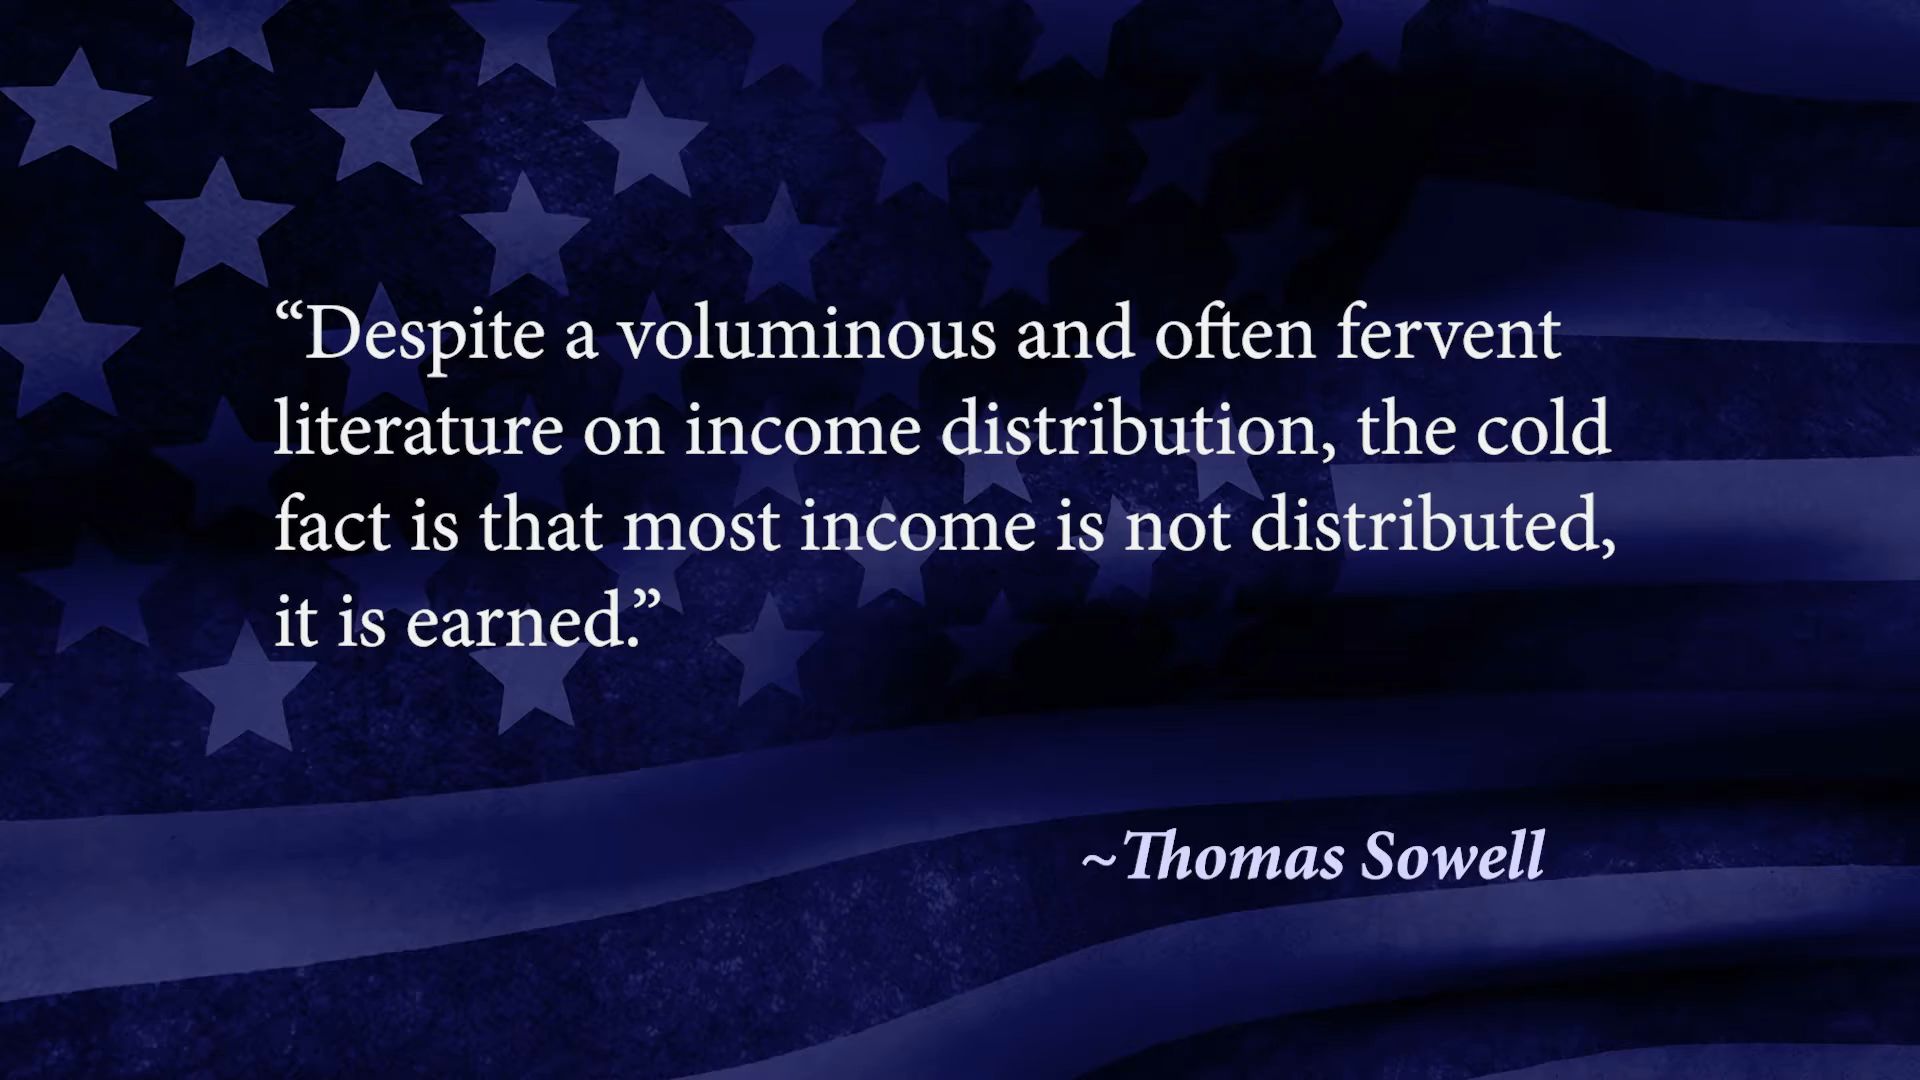 “Despite a voluminous and often fervent
literature on income distribution, the cold
fact is that most income is not distributed,
it is earned.”
~Thomas Sowell